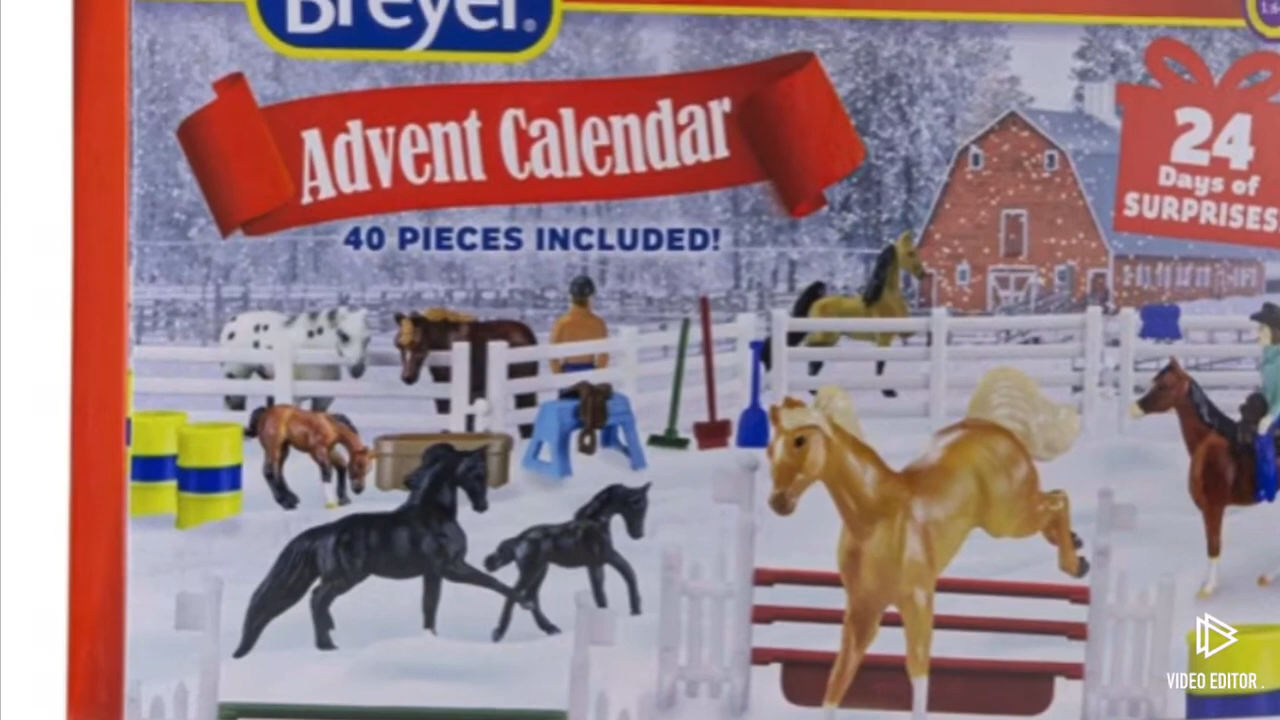 Breyer®
Advent Calendar
40 PIECES INCLUDED!
24
Days of
SURPRISES
VIDEO EDITOR